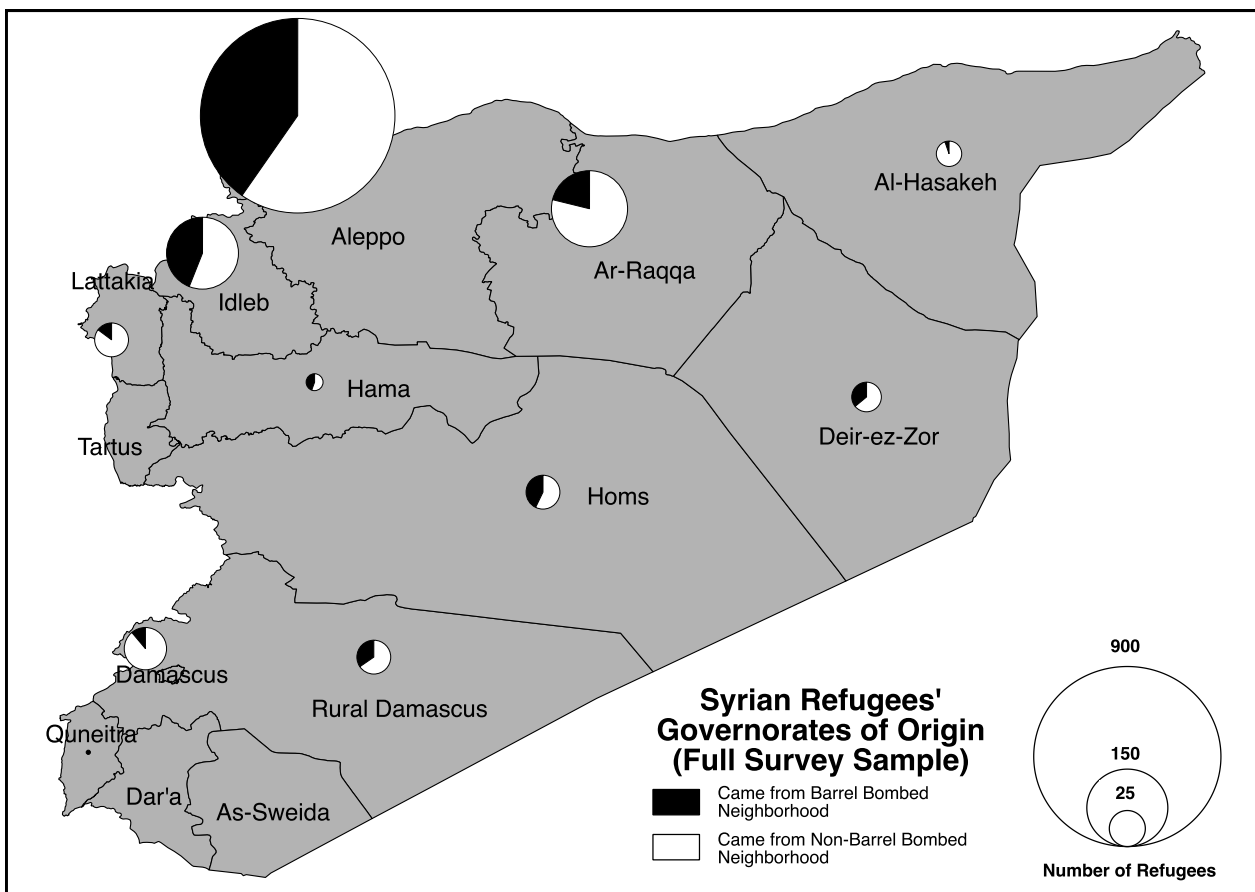 Al-Hasakeh
Aleppo
Ar-Raqqa
Lattakia
Idleb
Hama
Deir-ez-Zor
Tartus
Homs
Damascus
Rural Damascus
Quneitra
Dar'a
As-Sweida
Syrian Refugees'
Governorates of Origin
(Full Survey Sample)
Came from Barrel Bombed
Neighborhood
Came from Non-Barrel Bombed
Neighborhood
900
150
25
Number of Refugees